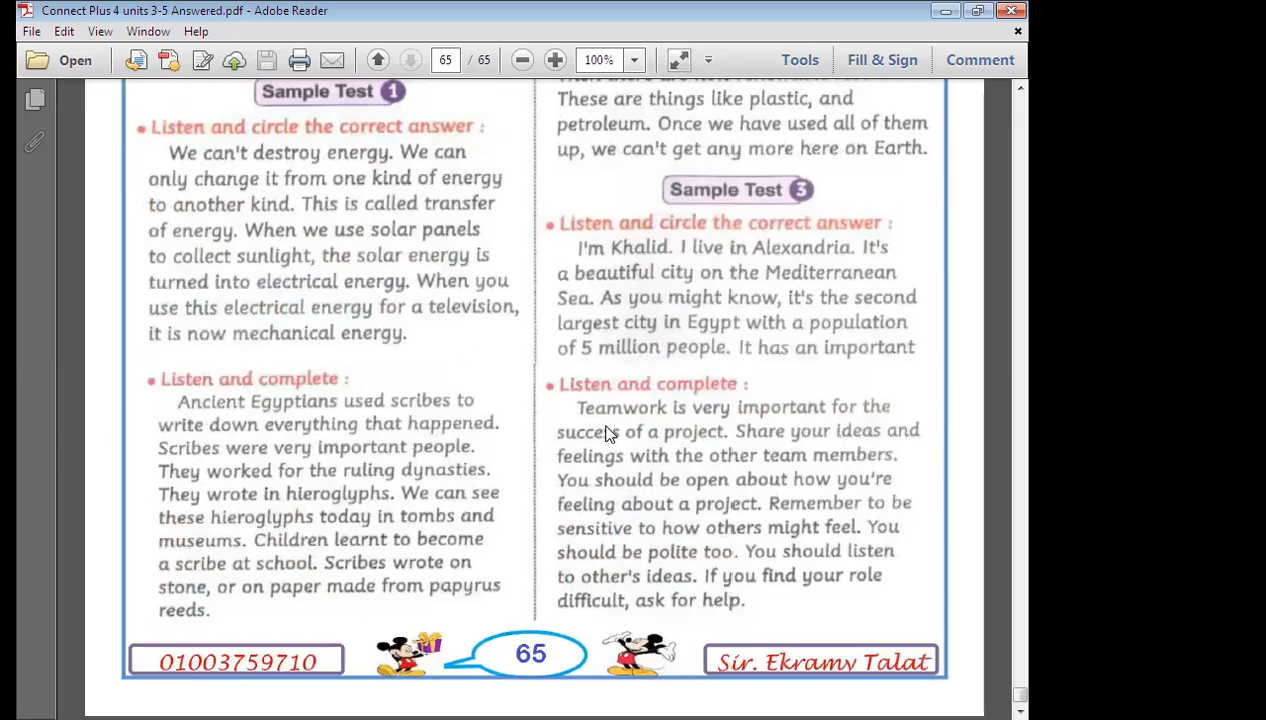 Connect Plus 4 units 3-5 Answered.pdf - Adobe Reader
File Edit View Window Help
Open
65 / 65
100%
Tools Fill & Sign Comment
Sample Test 1
• Listen and circle the correct answer :
We can't destroy energy. We can
only change it from one kind of energy
to another kind. This is called transfer
of energy. When we use solar panels
to collect sunlight, the solar energy is
turned into electrical energy. When you
use this electrical energy for a television,
it is now mechanical energy.
• Listen and complete :
Ancient Egyptians used scribes to
write down everything that happened.
Scribes were very important people.
They worked for the ruling dynasties.
They wrote in hieroglyphs. We can see
these hieroglyphs today in tombs and
museums. Children learnt to become
a scribe at school. Scribes wrote on
stone, or on paper made from papyrus
reeds.
These are things like plastic, and
petroleum. Once we have used all of them
up, we can't get any more here on Earth.
Sample Test 3
• Listen and circle the correct answer :
I'm Khalid. I live in Alexandria. It's
a beautiful city on the Mediterranean
Sea. As you might know, it's the second
largest city in Egypt with a population
of 5 million people. It has an important
• Listen and complete :
Teamwork is very important for the
success of a project. Share your ideas and
feelings with the other team members.
You should be open about how you're
feeling about a project. Remember to be
sensitive to how others might feel. You
should be polite too. You should listen
to other's ideas. If you find your role
difficult, ask for help.
01003759710
65
Sir. Ekramy Talat